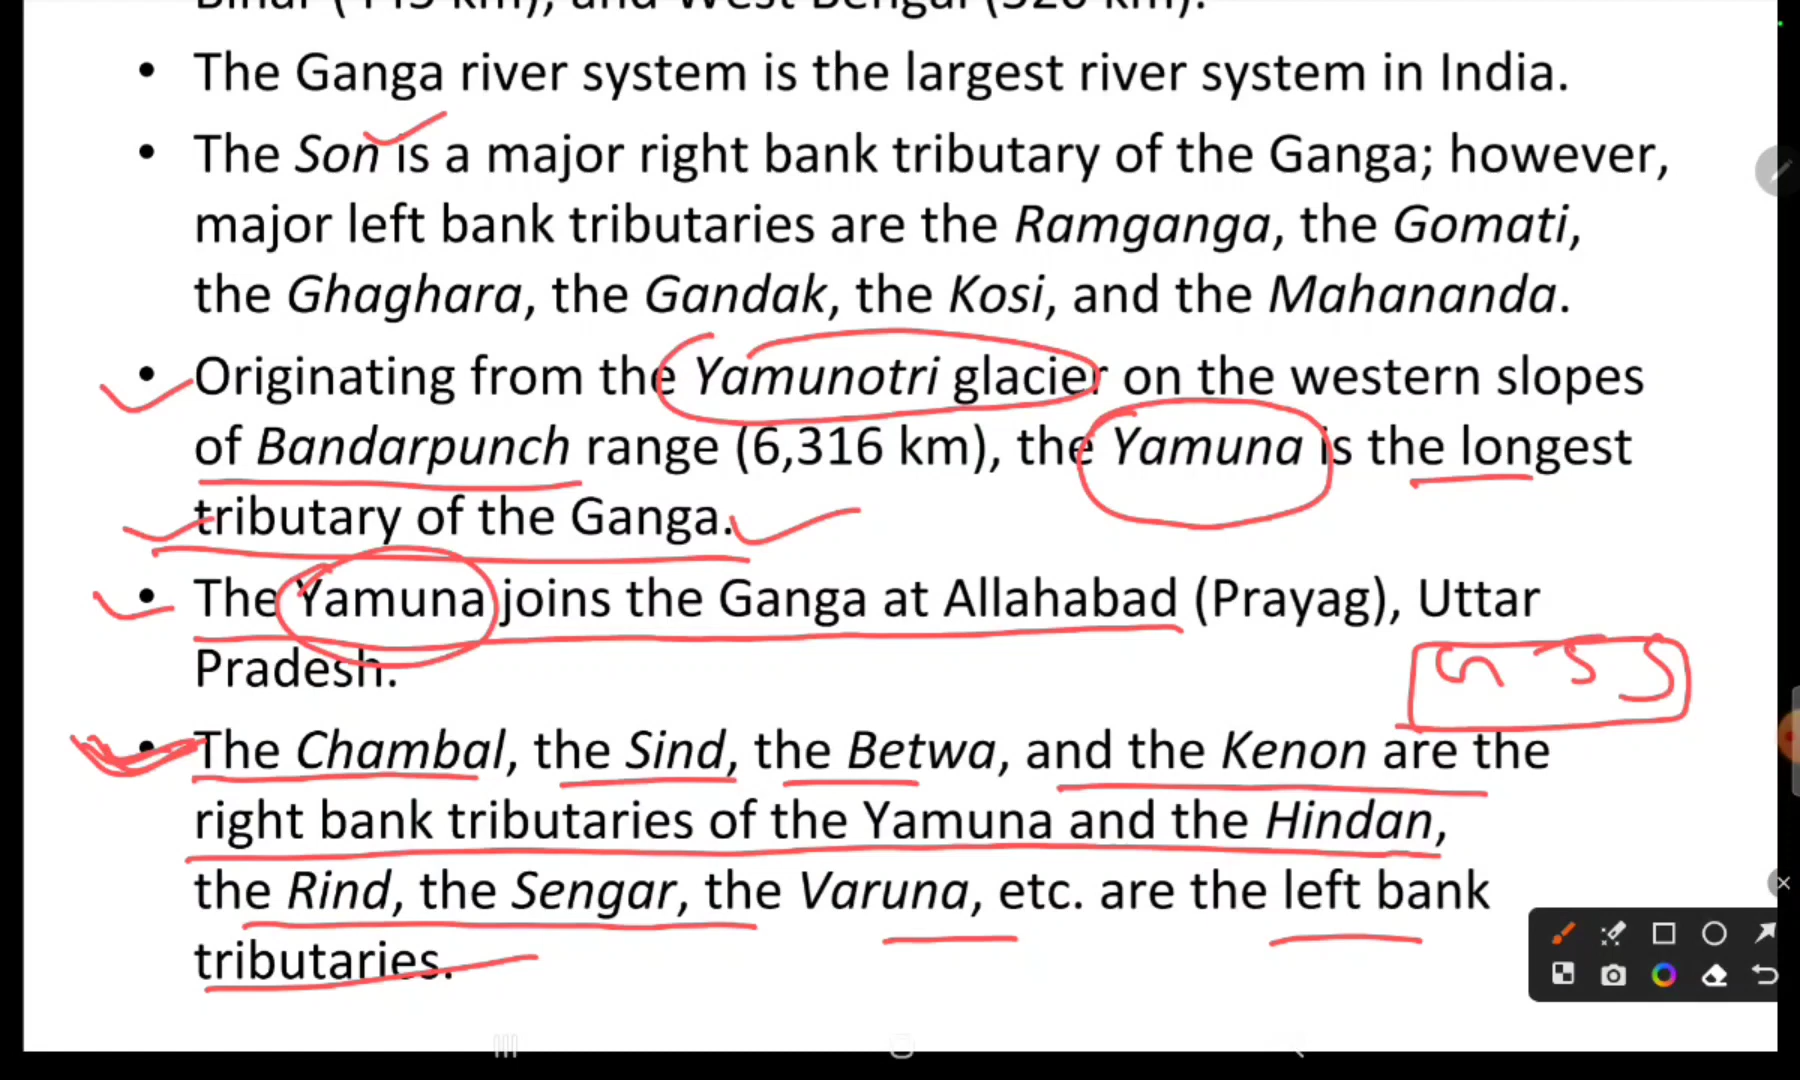 • The Ganga river system is the largest river system in India.
• The Son is a major right bank tributary of the Ganga; however,
major left bank tributaries are the Ramganga, the Gomati,
the Ghaghara, the Gandak, the Kosi, and the Mahananda.
• Originating from the Yamunotri glacier on the western slopes
of Bandarpunch range (6,316 km), the Yamuna is the longest
tributary of the Ganga.
• The Yamuna joins the Ganga at Allahabad (Prayag), Uttar
Pradesh.
• The Chambal, the Sind, the Betwa, and the Kenon are the
right bank tributaries of the Yamuna and the Hindan,
the Rind, the Sengar, the Varuna, etc. are the left bank
tributaries.